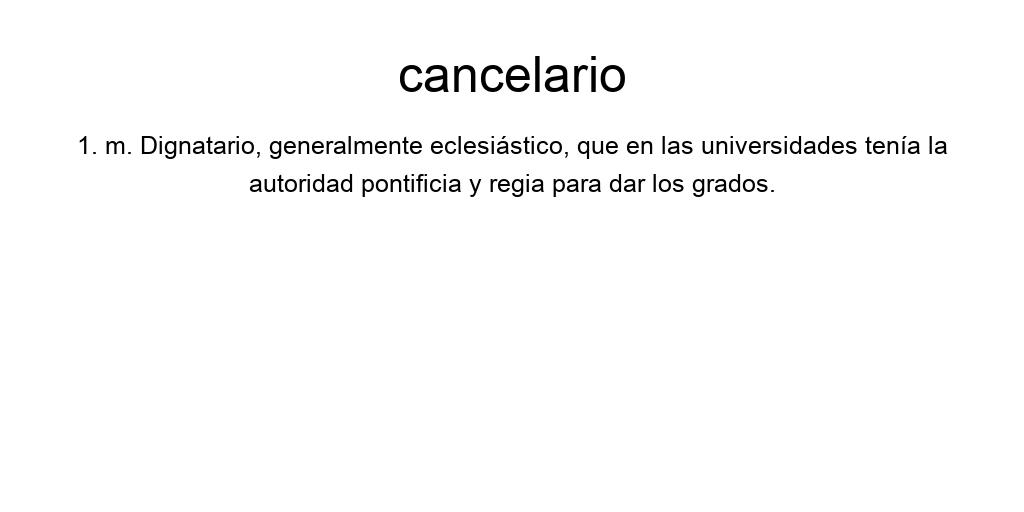 cancelario
1. m. Dignatario, generalmente eclesiástico, que en las universidades tenía la
autoridad pontificia y regia para dar los grados.